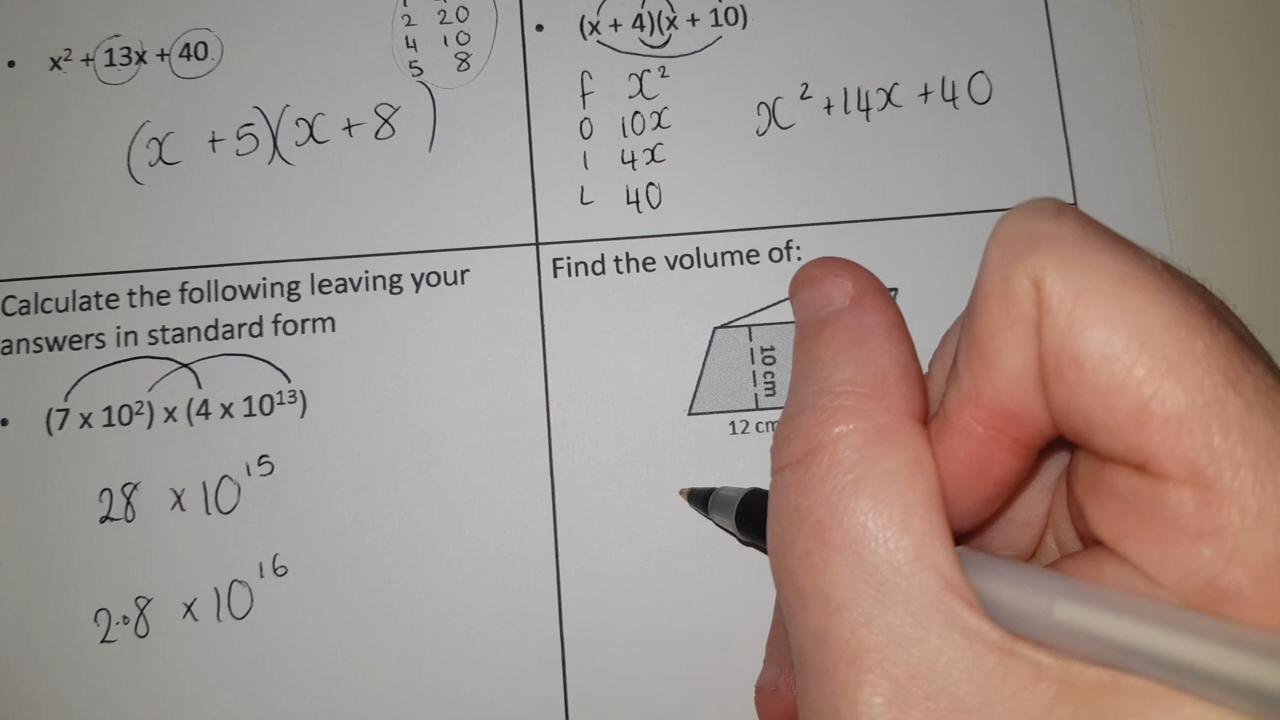 2 20
4 10
5 8
• x² + 13x + 40
(x + 5)(x + 8)
• (x + 4)(x + 10)
F x²
O 10x
I 4x
L 40
x² + 14x + 40
Calculate the following leaving your
answers in standard form
• (7 x 10²) x (4 x 10¹³)
28 x 10¹⁵
2.8 x 10¹⁶
Find the volume of:
10 cm
12 cm